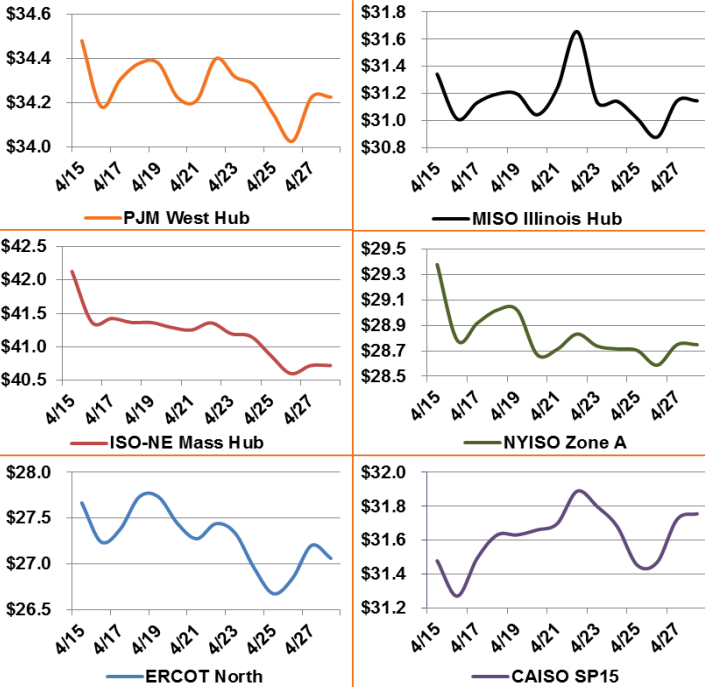 $34.6
$34.4
$34.2
$34.0
4/15 4/17 4/19 4/21 4/23 4/25 4/27
PJM West Hub
$31.8
$31.6
$31.4
$31.2
$31.0
$30.8
4/15 4/17 4/19 4/21 4/23 4/25 4/27
MISO Illinois Hub
$42.5
$42.0
$41.5
$41.0
$40.5
4/15 4/17 4/19 4/21 4/23 4/25 4/27
ISO-NE Mass Hub
$29.5
$29.3
$29.1
$28.9
$28.7
$28.5
4/15 4/17 4/19 4/21 4/23 4/25 4/27
NYISO Zone A
$28.0
$27.5
$27.0
$26.5
4/15 4/17 4/19 4/21 4/23 4/25 4/27
ERCOT North
$32.0
$31.8
$31.6
$31.4
$31.2
4/15 4/17 4/19 4/21 4/23 4/25 4/27
CAISO SP15